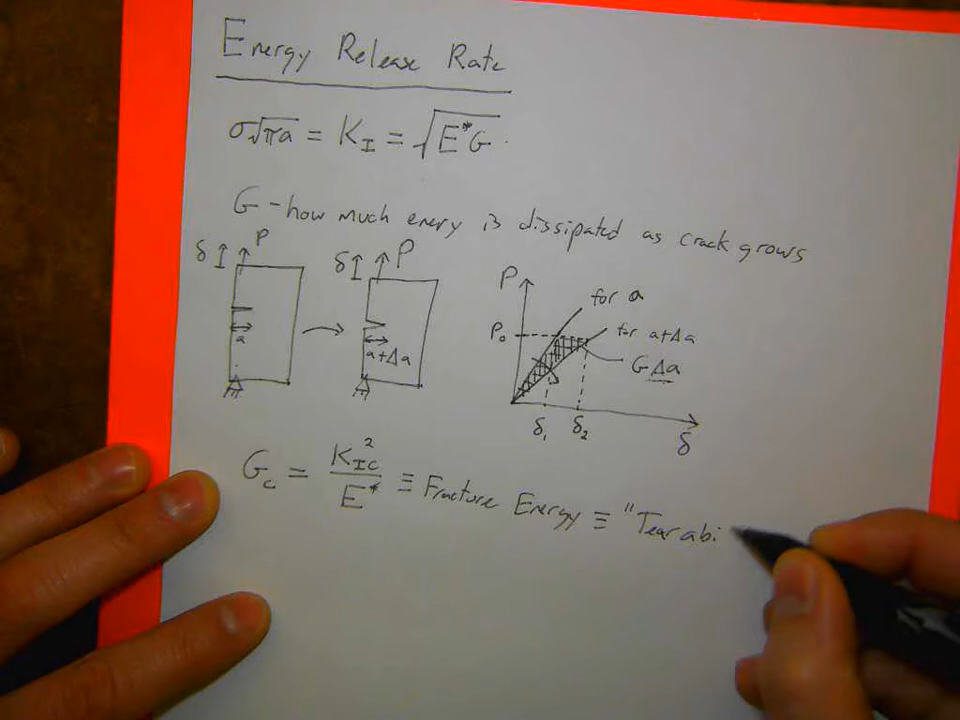 Energy Release Rate
σ√πa = K_I = √E*G
G - how much enery is dissipated as crack grows
δ P
a
δ P
a+Δa
P
for a
P₀
for a+Δa
GΔa
δ₁ δ₂
δ
G_c = K_Ic² / E* ≡ Fracture Energy ≡ "Tearabi